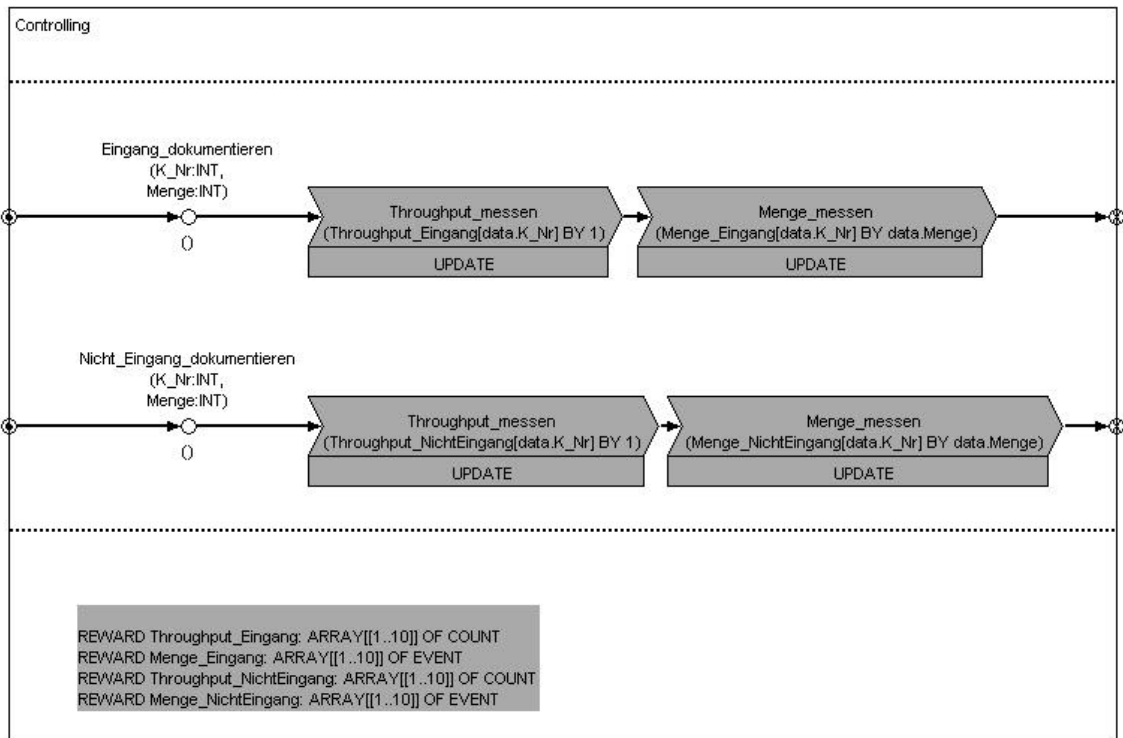 Controlling
Eingang_dokumentieren
(K_Nr:INT,
Menge:INT)
()
Throughput_messen
(Throughput_Eingang[data.K_Nr] BY 1)
UPDATE
Menge_messen
(Menge_Eingang[data.K_Nr] BY data.Menge)
UPDATE
Nicht_Eingang_dokumentieren
(K_Nr:INT,
Menge:INT)
()
Throughput_messen
(Throughput_NichtEingang[data.K_Nr] BY 1)
UPDATE
Menge_messen
(Menge_NichtEingang[data.K_Nr] BY data.Menge)
UPDATE
REWARD Throughput_Eingang: ARRAY[[1..10]] OF COUNT
REWARD Menge_Eingang: ARRAY[[1..10]] OF EVENT
REWARD Throughput_NichtEingang: ARRAY[[1..10]] OF COUNT
REWARD Menge_NichtEingang: ARRAY[[1..10]] OF EVENT